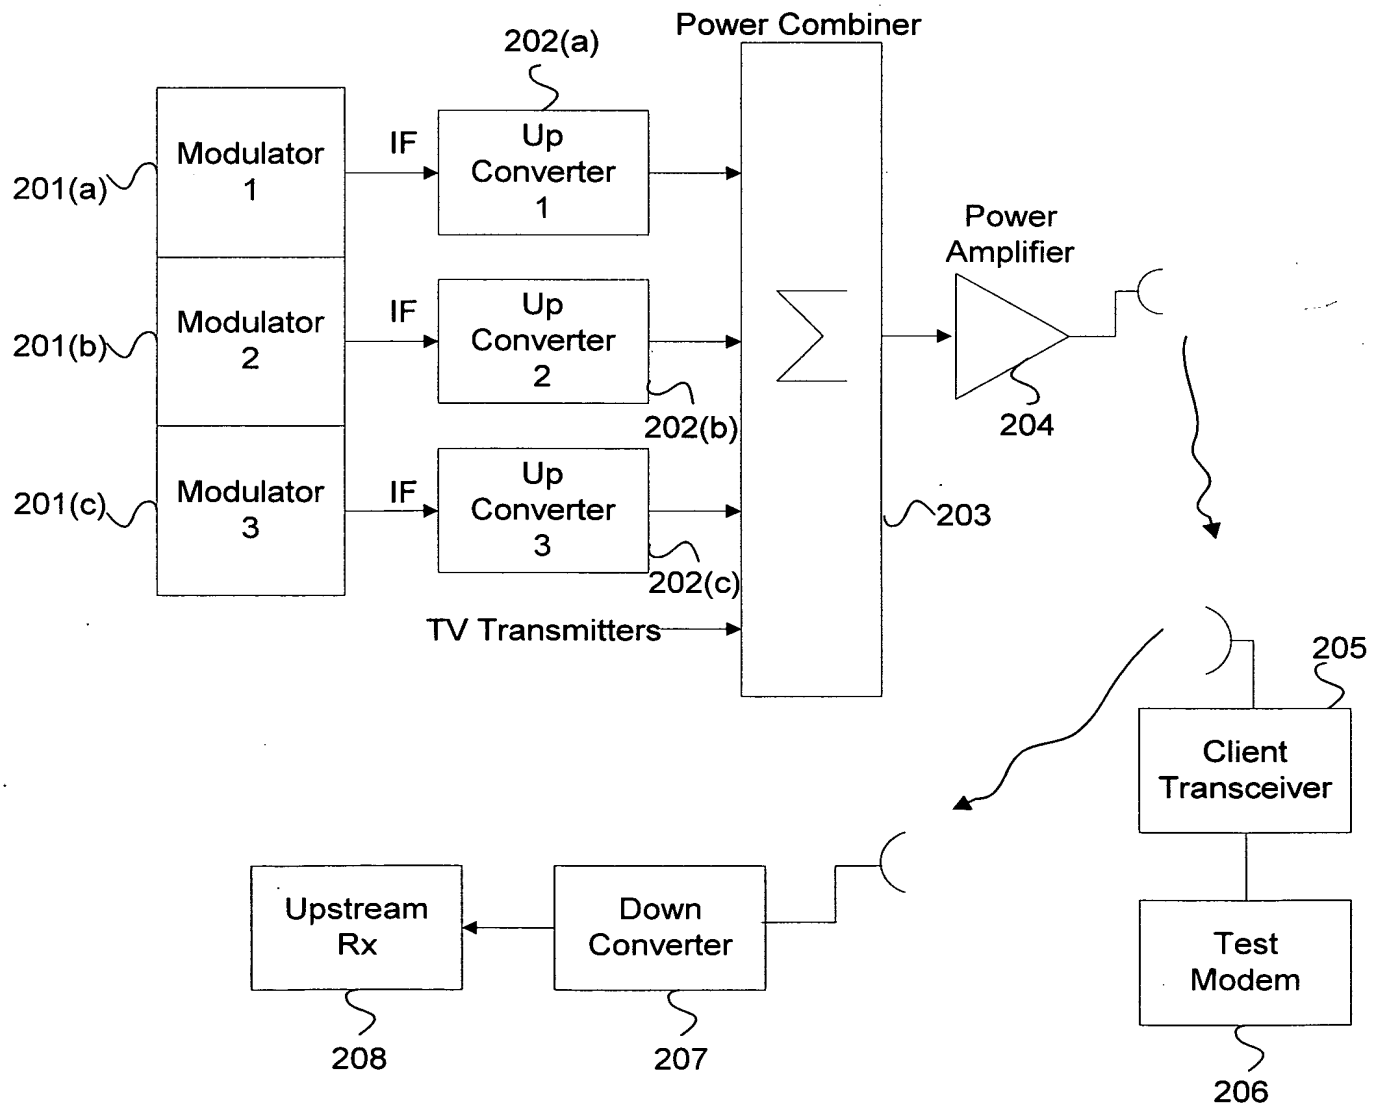 Power Combiner
202(a)
Modulator
1
IF
Up
Converter
1
201(a)
Power
Amplifier
Modulator
2
IF
Up
Converter
2
201(b)
202(b)
204
Modulator
3
IF
Up
Converter
3
201(c)
203
202(c)
TV Transmitters
205
Client
Transceiver
Upstream
Rx
Down
Converter
Test
Modem
208
207
206